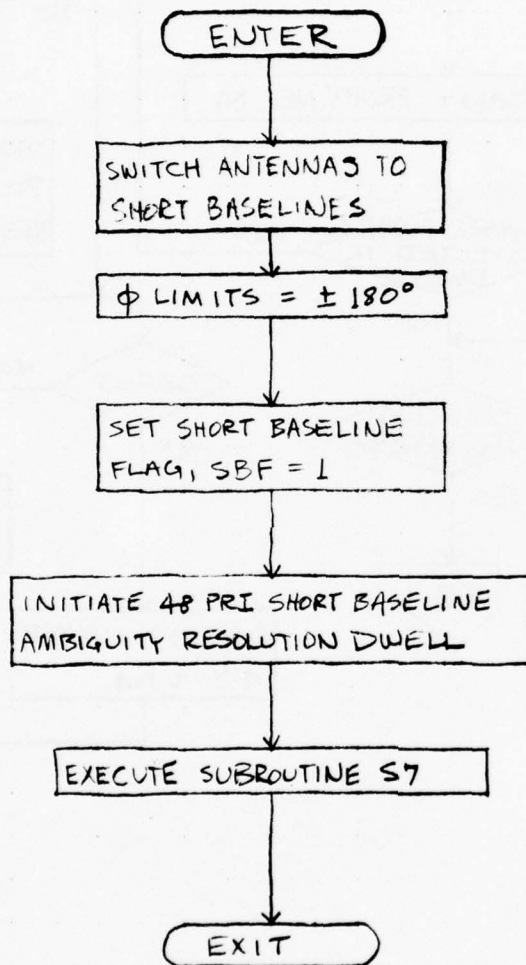 ENTER
SWITCH ANTENNAS TO
SHORT BASELINES
ϕ LIMITS = ± 180°
SET SHORT BASELINE
FLAG, SBF = 1
INITIATE 48 PRI SHORT BASELINE
AMBIGUITY RESOLUTION DWELL
EXECUTE SUBROUTINE S7
EXIT